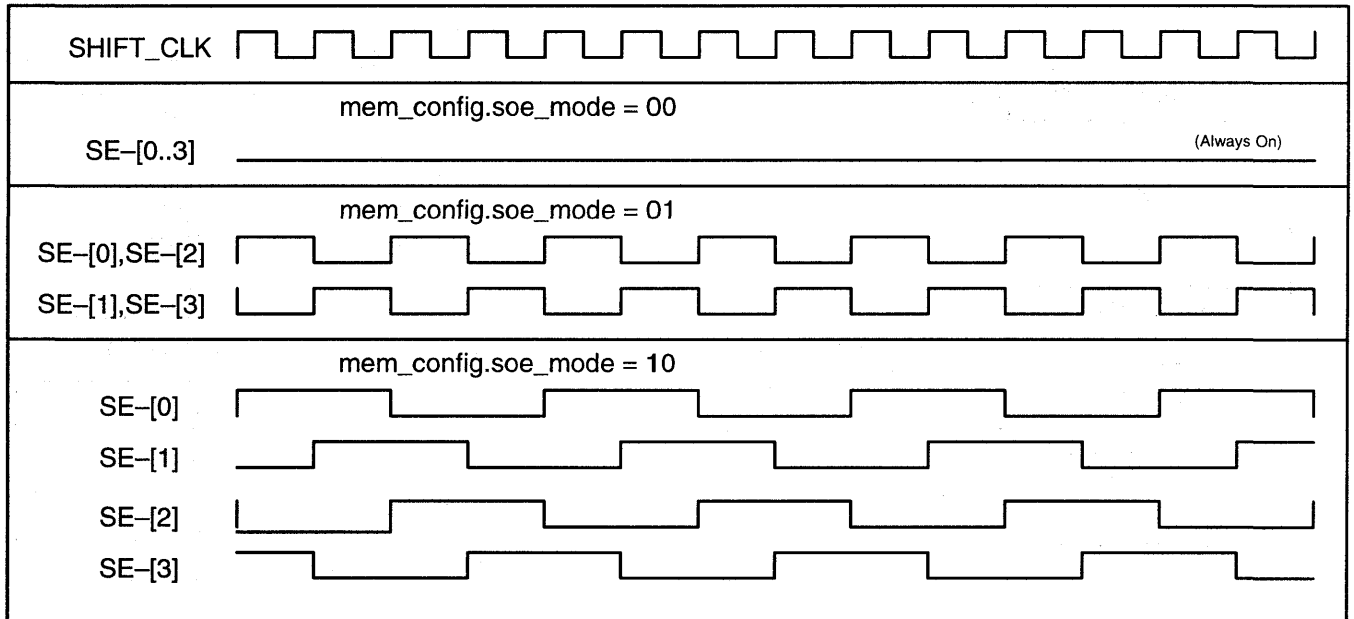 SHIFT_CLK
mem_config.soe_mode = 00
SE–[0..3]
(Always On)
mem_config.soe_mode = 01
SE–[0],SE–[2]
SE–[1],SE–[3]
mem_config.soe_mode = 10
SE–[0]
SE–[1]
SE–[2]
SE–[3]